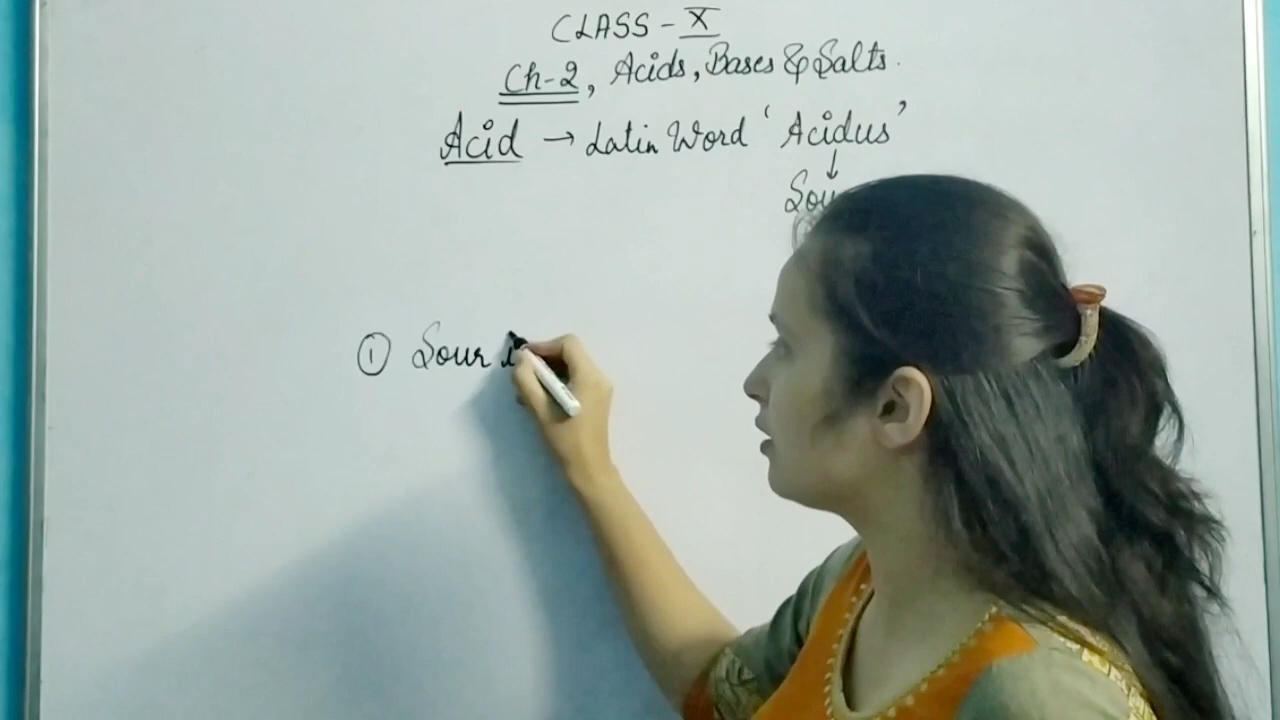 CLASS - X
Ch-2, Acids, Bases & Salts.
Acid → Latin Word 'Acidus'
↓
① Sour